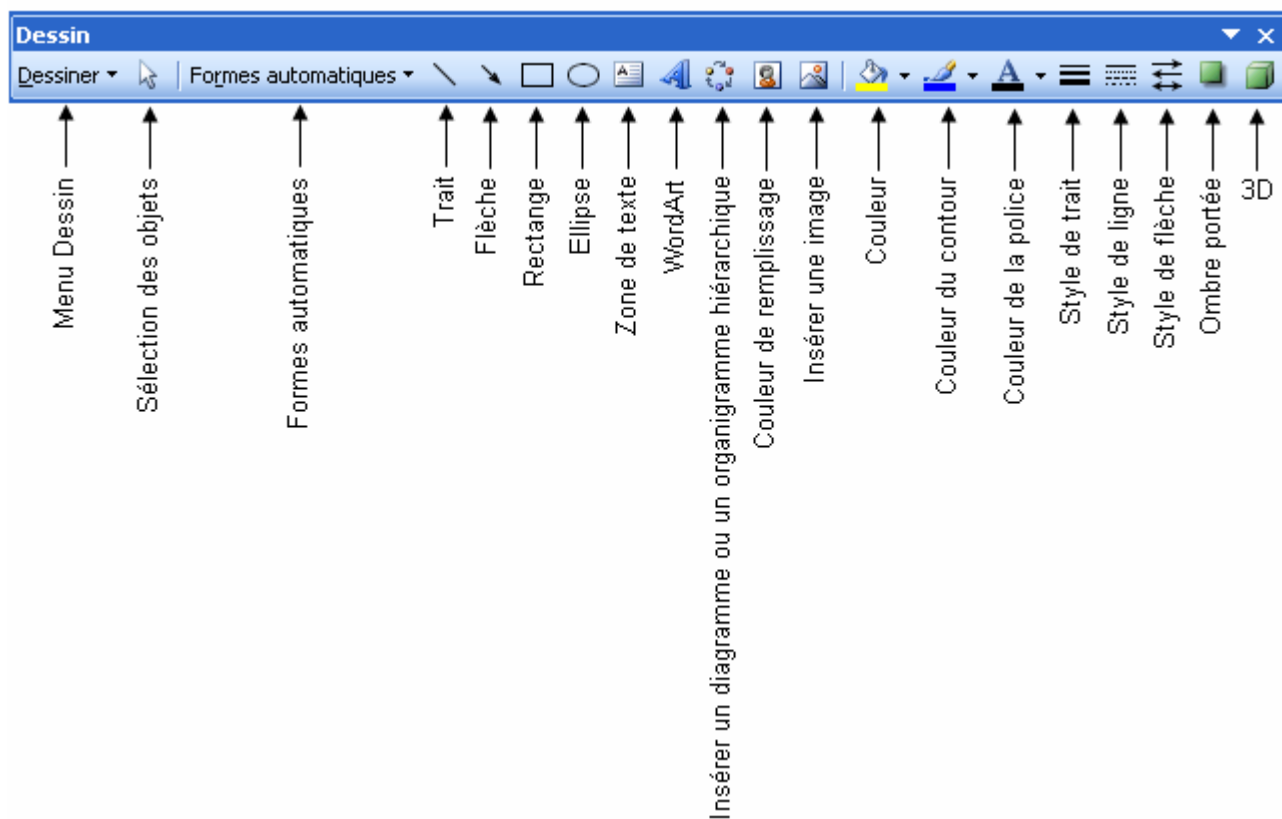 Dessin
Dessiner
Formes automatiques
A
Menu Dessin
Sélection des objets
Formes automatiques
Trait
Flèche
Rectange
Ellipse
Zone de texte
WordArt
Insérer un diagramme ou un organigramme hiérarchique
Couleur de remplissage
Insérer une image
Couleur
Couleur du contour
Couleur de la police
Style de trait
Style de ligne
Style de flèche
Ombre portée
3D